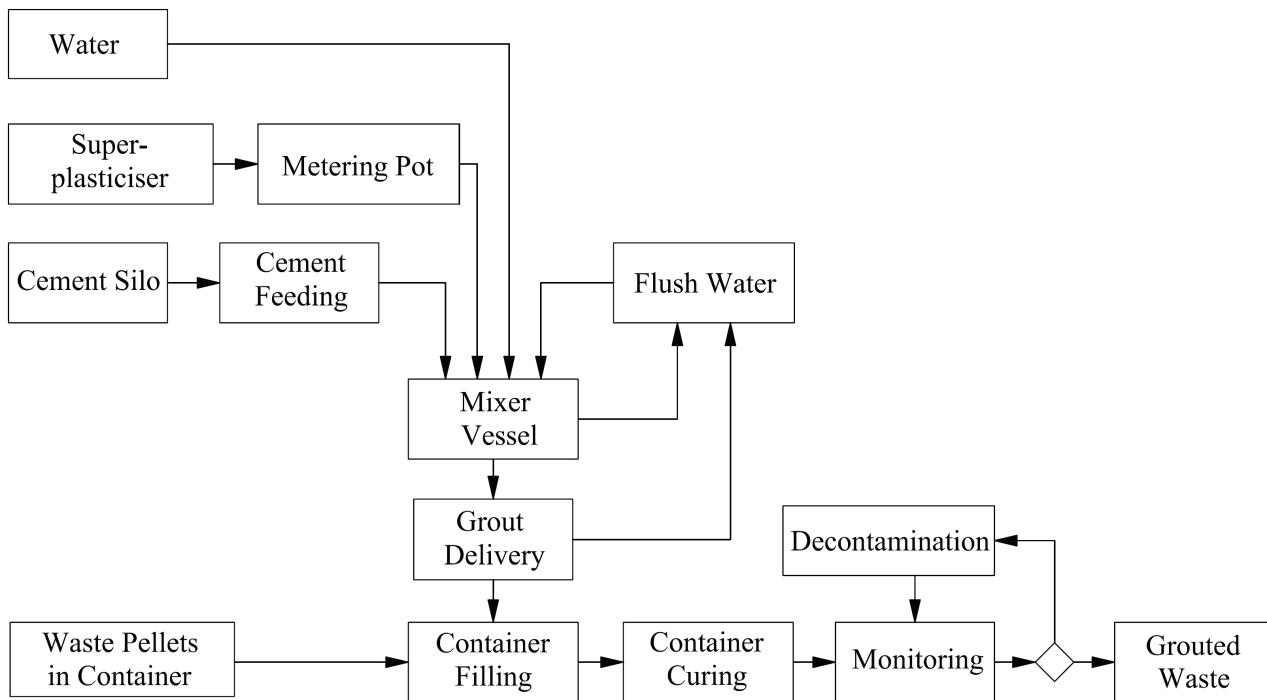 Water
Super-
plasticiser
Metering Pot
Cement Silo
Cement
Feeding
Flush Water
Mixer
Vessel
Grout
Delivery
Decontamination
Waste Pellets
in Container
Container
Filling
Container
Curing
Monitoring
Grouted
Waste